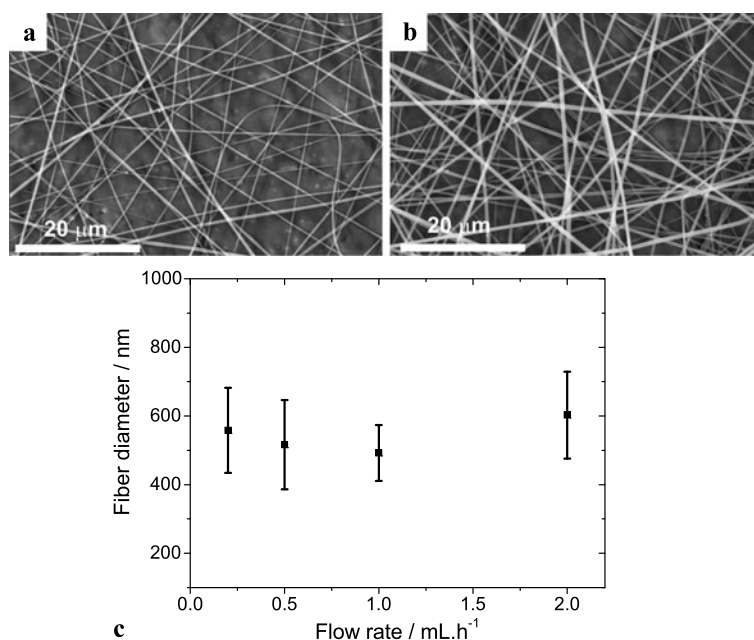 a
b
20 μm
20 μm
1000
800
600
400
200
0.0 0.5 1.0 1.5 2.0
Fiber diameter / nm
Flow rate / mL.h⁻¹
c